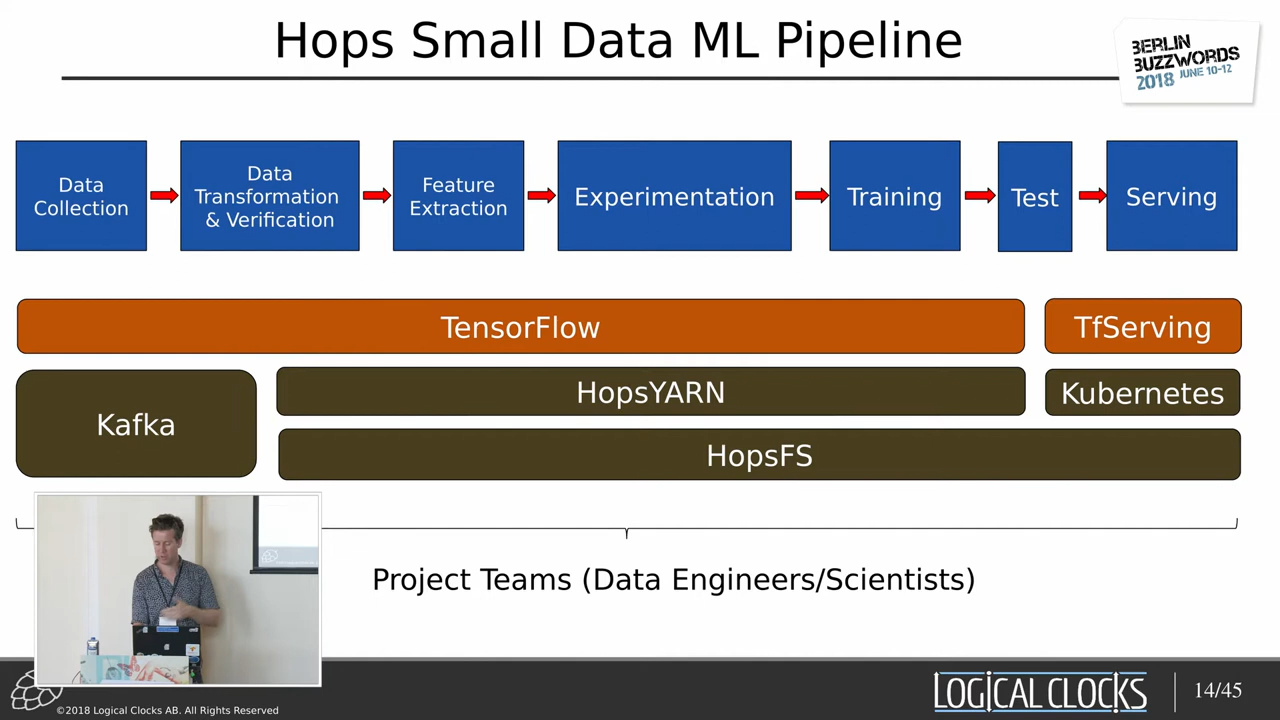 Hops Small Data ML Pipeline
BERLIN
BUZZWORDS
2018 JUNE 10-12
Data
Collection
Data
Transformation
& Verification
Feature
Extraction
Experimentation
Training
Test
Serving
TensorFlow
TfServing
Kafka
HopsYARN
Kubernetes
HopsFS
Project Teams (Data Engineers/Scientists)
©2018 Logical Clocks AB. All Rights Reserved
LOGICAL CLOCKS
14/45